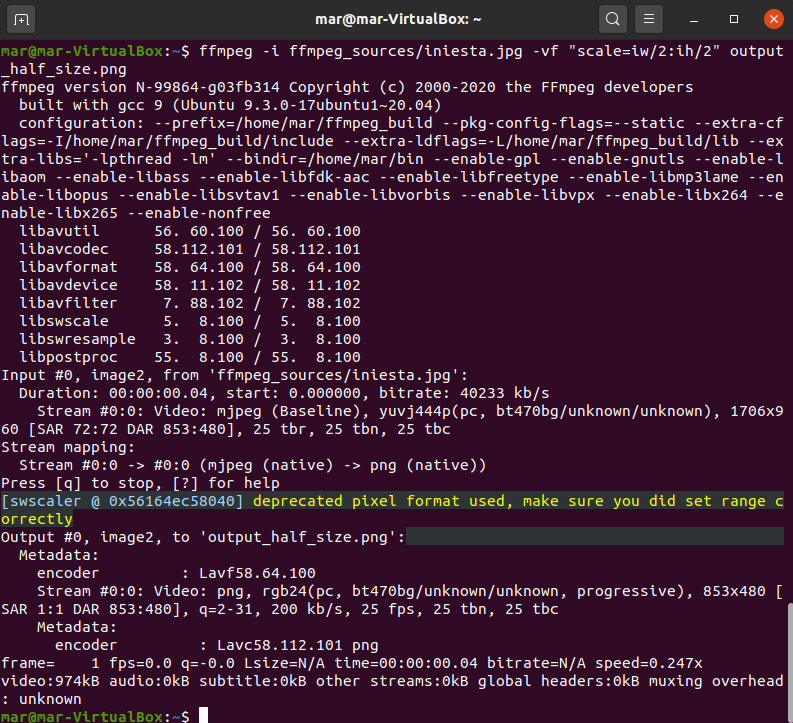 mar@mar-VirtualBox: ~
mar@mar-VirtualBox:~$ ffmpeg -i ffmpeg_sources/iniesta.jpg -vf "scale=iw/2:ih/2" output
_half_size.png
ffmpeg version N-99864-g03fb314 Copyright (c) 2000-2020 the FFmpeg developers
  built with gcc 9 (Ubuntu 9.3.0-17ubuntu1~20.04)
  configuration: --prefix=/home/mar/ffmpeg_build --pkg-config-flags=--static --extra-cf
lags=-I/home/mar/ffmpeg_build/include --extra-ldflags=-L/home/mar/ffmpeg_build/lib --ex
tra-libs='-lpthread -lm' --bindir=/home/mar/bin --enable-gpl --enable-gnutls --enable-l
ibaom --enable-libass --enable-libfdk-aac --enable-libfreetype --enable-libmp3lame --en
able-libopus --enable-libsvtav1 --enable-libvorbis --enable-libvpx --enable-libx264 --e
nable-libx265 --enable-nonfree
  libavutil      56. 60.100 / 56. 60.100
  libavcodec     58.112.101 / 58.112.101
  libavformat    58. 64.100 / 58. 64.100
  libavdevice    58. 11.102 / 58. 11.102
  libavfilter     7. 88.102 /  7. 88.102
  libswscale      5.  8.100 /  5.  8.100
  libswresample   3.  8.100 /  3.  8.100
  libpostproc    55.  8.100 / 55.  8.100
Input #0, image2, from 'ffmpeg_sources/iniesta.jpg':
  Duration: 00:00:00.04, start: 0.000000, bitrate: 40233 kb/s
    Stream #0:0: Video: mjpeg (Baseline), yuvj444p(pc, bt470bg/unknown/unknown), 1706x9
60 [SAR 72:72 DAR 853:480], 25 tbr, 25 tbn, 25 tbc
Stream mapping:
  Stream #0:0 -> #0:0 (mjpeg (native) -> png (native))
Press [q] to stop, [?] for help
[swscaler @ 0x56164ec58040] deprecated pixel format used, make sure you did set range c
orrectly
Output #0, image2, to 'output_half_size.png':
  Metadata:
    encoder         : Lavf58.64.100
    Stream #0:0: Video: png, rgb24(pc, bt470bg/unknown/unknown, progressive), 853x480 [
SAR 1:1 DAR 853:480], q=2-31, 200 kb/s, 25 fps, 25 tbn, 25 tbc
    Metadata:
      encoder         : Lavc58.112.101 png
frame=    1 fps=0.0 q=-0.0 Lsize=N/A time=00:00:00.04 bitrate=N/A speed=0.247x
video:974kB audio:0kB subtitle:0kB other streams:0kB global headers:0kB muxing overhead
: unknown
mar@mar-VirtualBox:~$